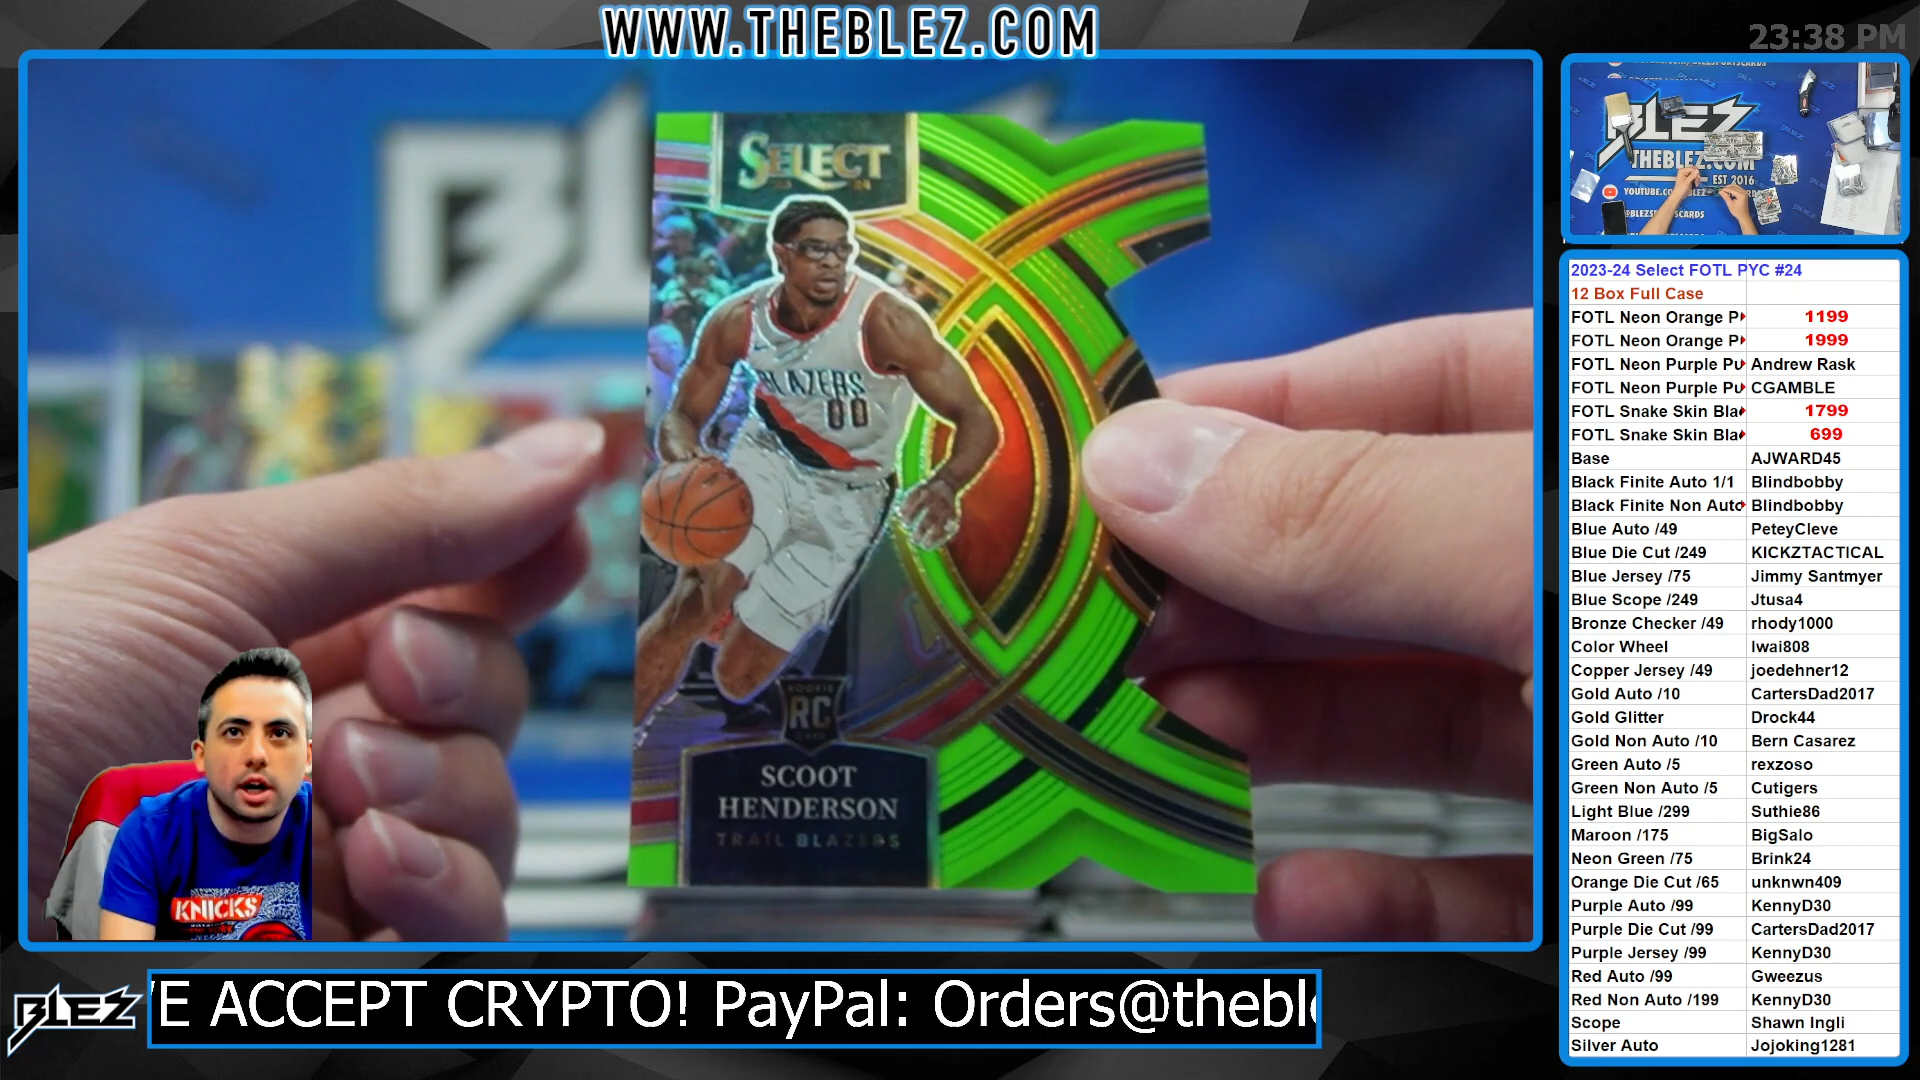 WWW.THEBLEZ.COM
23:38 PM
SELECT
BLAZERS
00
ROOKIE
RC
SCOOT
HENDERSON
TRAIL BLAZERS
KNICKS
BLEZ
THEBLEZ.COM
EST 2016
2023-24 Select FOTL PYC #24
12 Box Full Case
FOTL Neon Orange P 1199
FOTL Neon Orange P 1999
FOTL Neon Purple Pu Andrew Rask
FOTL Neon Purple Pu CGAMBLE
FOTL Snake Skin Bla 1799
FOTL Snake Skin Bla 699
Base AJWARD45
Black Finite Auto 1/1 Blindbobby
Black Finite Non Auto Blindbobby
Blue Auto /49 PeteyCleve
Blue Die Cut /249 KICKZTACTICAL
Blue Jersey /75 Jimmy Santmyer
Blue Scope /249 Jtusa4
Bronze Checker /49 rhody1000
Color Wheel
Copper Jersey /49 joedehner12
Gold Auto /10 CartersDad2017
Gold Glitter Drock44
Gold Non Auto /10 Bern Casarez
Green Auto /5 rexzoso
Green Non Auto /5 Cutigers
Light Blue /299 Suthie86
Maroon /175 BigSalo
Neon Green /75 Brink24
Orange Die Cut /65 unknwn409
Purple Auto /99 KennyD30
Purple Die Cut /99 CartersDad2017
Purple Jersey /99 KennyD30
Red Auto /99 Gweezus
Red Non Auto /199 KennyD30
Scope Shawn Ingli
Silver Auto Jojoking1281
BLEZ
E ACCEPT CRYPTO! PayPal: Orders@theble